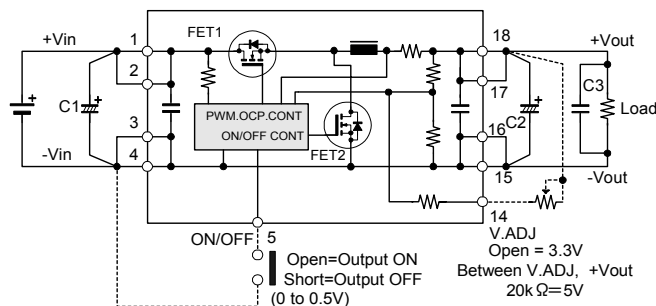 +Vin
1
FET1
18
+Vout
2
17
C1
C3
Load
PWM.OCP.CONT
ON/OFF CONT
C2
3
16
-Vin
4
FET2
15
-Vout
14
ON/OFF
5
V.ADJ
Open = 3.3V
Between V.ADJ, +Vout
20kΩ=5V
Open=Output ON
Short=Output OFF
(0 to 0.5V)